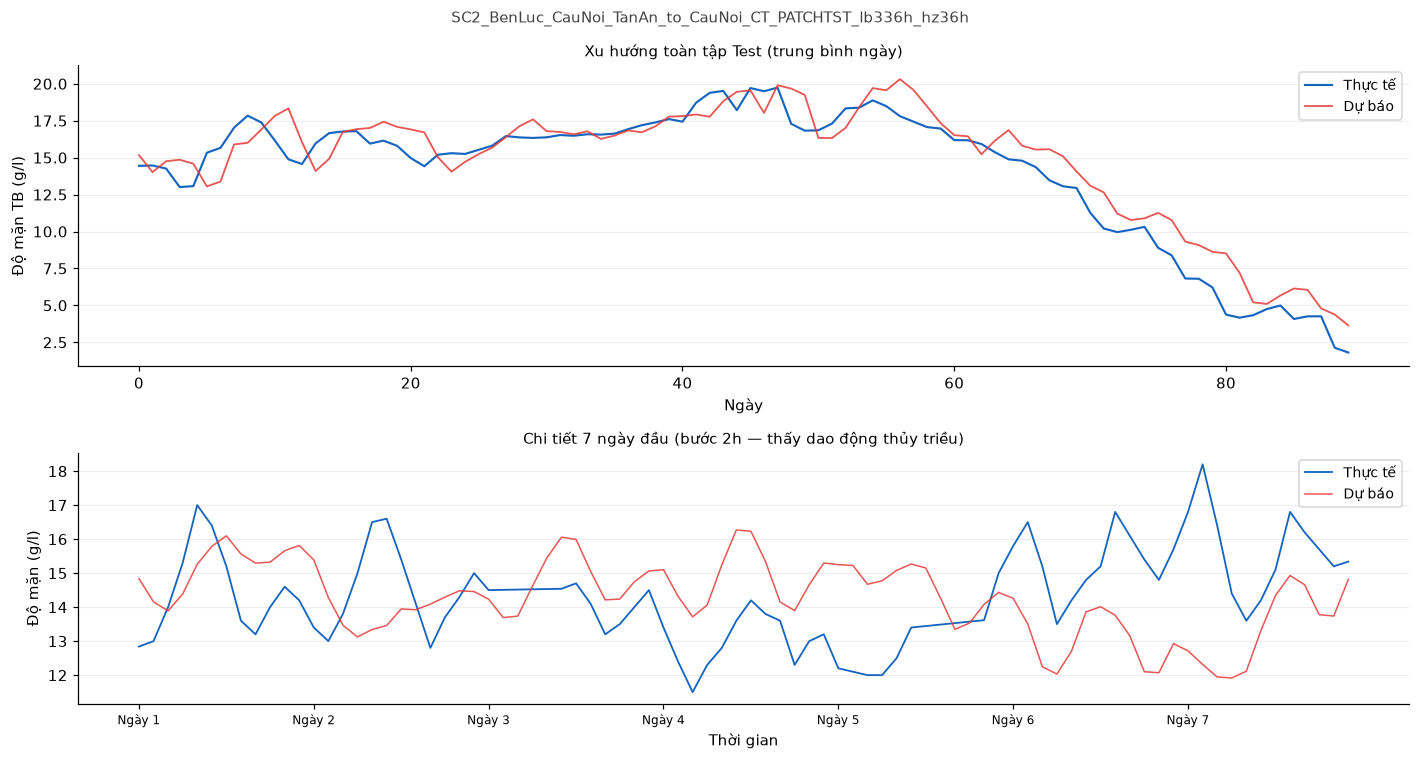 SC2_BenLuc_CauNoi_TanAn_to_CauNoi_CT_PATCHTST_lb336h_hz36h
Xu hướng toàn tập Test (trung bình ngày)
Độ mặn TB (g/l)
20.0
17.5
15.0
12.5
10.0
7.5
5.0
2.5
Thực tế
Dự báo
0 20 40 60 80
Ngày
Chi tiết 7 ngày đầu (bước 2h — thấy dao động thủy triều)
Độ mặn (g/l)
18
17
16
15
14
13
12
Thực tế
Dự báo
Ngày 1 Ngày 2 Ngày 3 Ngày 4 Ngày 5 Ngày 6 Ngày 7
Thời gian